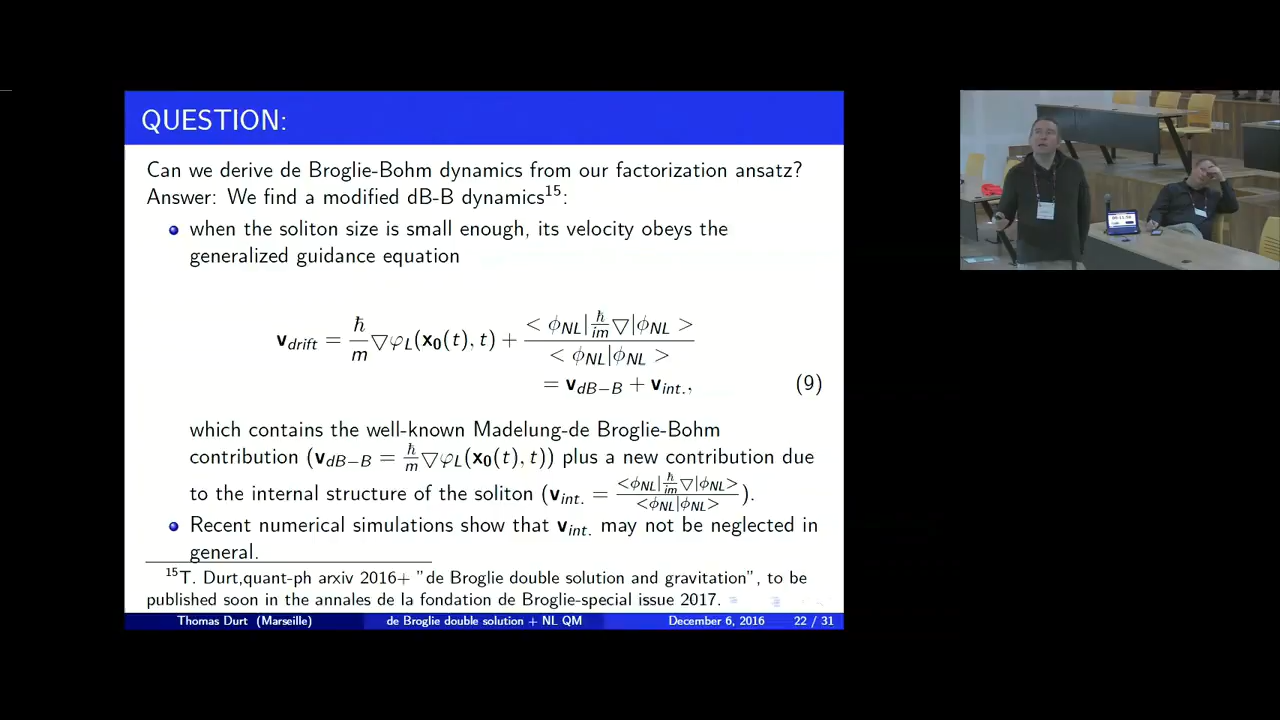 QUESTION:
Can we derive de Broglie-Bohm dynamics from our factorization ansatz?
Answer: We find a modified dB-B dynamics¹⁵:
when the soliton size is small enough, its velocity obeys the
generalized guidance equation
v_drift = ℏ/m ▽φ_L(x₀(t), t) + < ϕ_NL| ℏ/im ▽|ϕ_NL > / < ϕ_NL|ϕ_NL >
= v_dB−B + v_int., (9)
which contains the well-known Madelung-de Broglie-Bohm
contribution (v_dB−B = ℏ/m ▽φ_L(x₀(t), t)) plus a new contribution due
to the internal structure of the soliton (v_int. = <ϕ_NL| ℏ/im ▽|ϕ_NL> / <ϕ_NL|ϕ_NL>).
Recent numerical simulations show that v_int. may not be neglected in
general.
¹⁵T. Durt,quant-ph arxiv 2016+ "de Broglie double solution and gravitation", to be
published soon in the annales de la fondation de Broglie-special issue 2017.
Thomas Durt (Marseille) de Broglie double solution + NL QM December 6, 2016 22 / 31